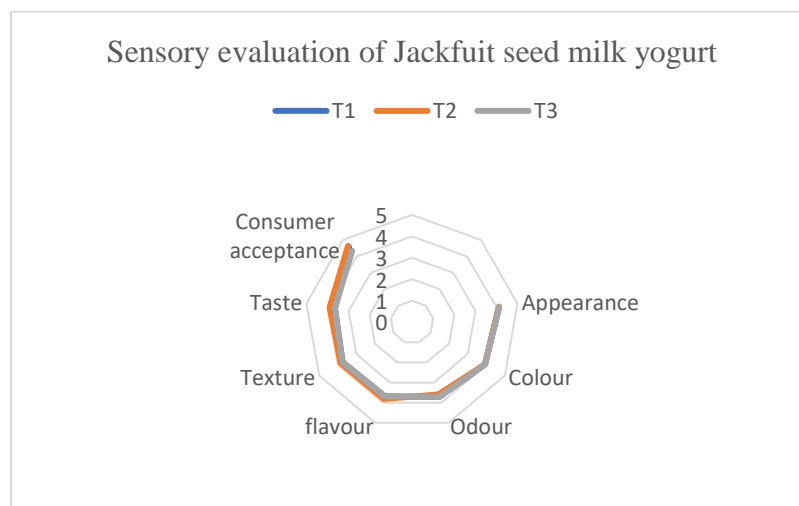 Sensory evaluation of Jackfuit seed milk yogurt
T1 T2 T3
5
4
3
2
1
0
Appearance
Colour
Odour
flavour
Texture
Taste
Consumer
acceptance